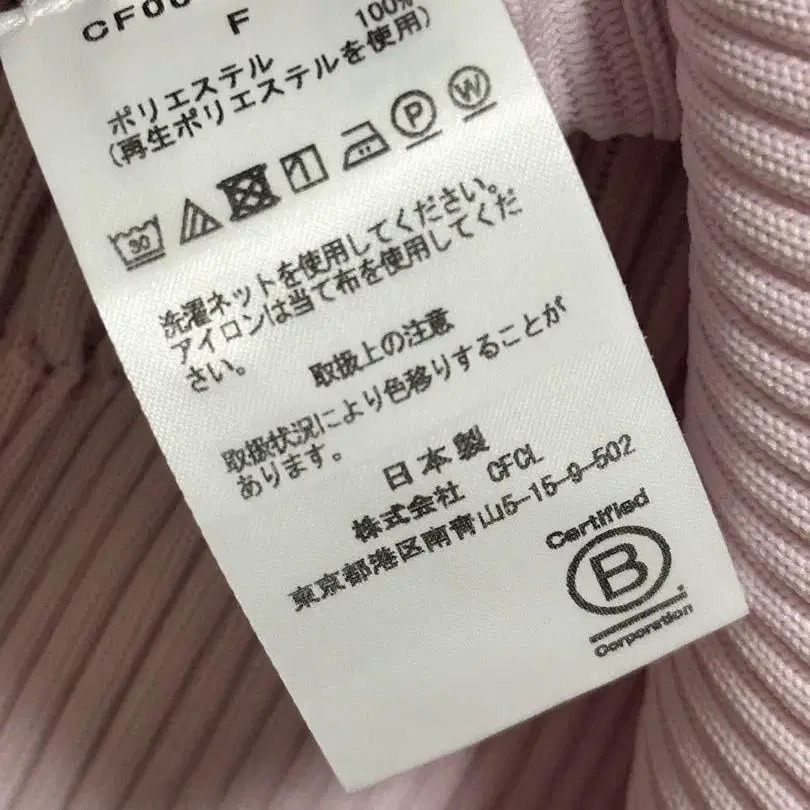 CF00
F
100%
ポリエステル
(再生ポリエステルを使用)
30
P
W
洗濯ネットを使用してください。
アイロンは当て布を使用してくだ
さい。
取扱上の注意
取扱状況により色移りすることが
あります。
日本製
株式会社 CFCL
東京都港区南青山5-15-9-502
Certified
B
Corporation